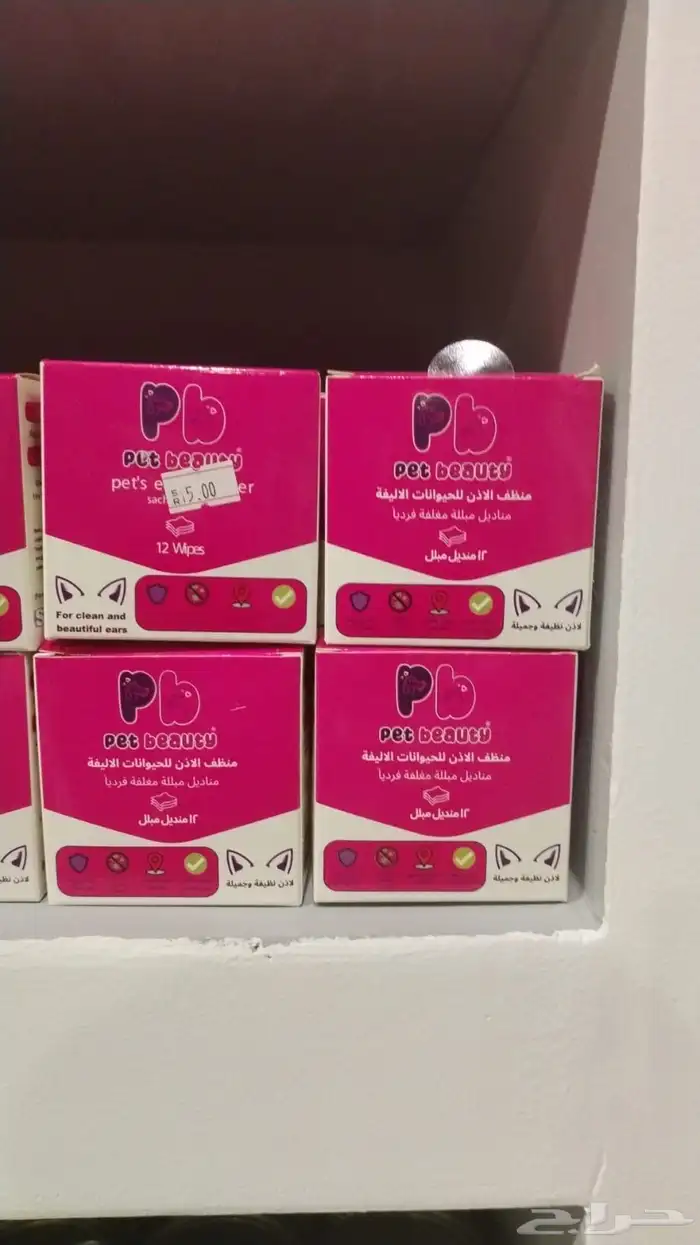 Pb
pet beauty
pet's
12 Wipes
For clean and
beautiful ears
SR 15.00
Pb
pet beauty
منظف الاذن للحيوانات الاليفة
مناديل مبللة مغلفة فرديا
١٢ منديل مبلل
لاذن نظيفة وجميلة
Pb
pet beauty
منظف الاذن للحيوانات الاليفة
مناديل مبللة مغلفة فرديا
١٢ منديل مبلل
لاذن نظيفة وجميلة
Pb
pet beauty
منظف الاذن للحيوانات الاليفة
مناديل مبللة مغلفة فرديا
١٢ منديل مبلل
لاذن نظيفة وجميلة
حراج